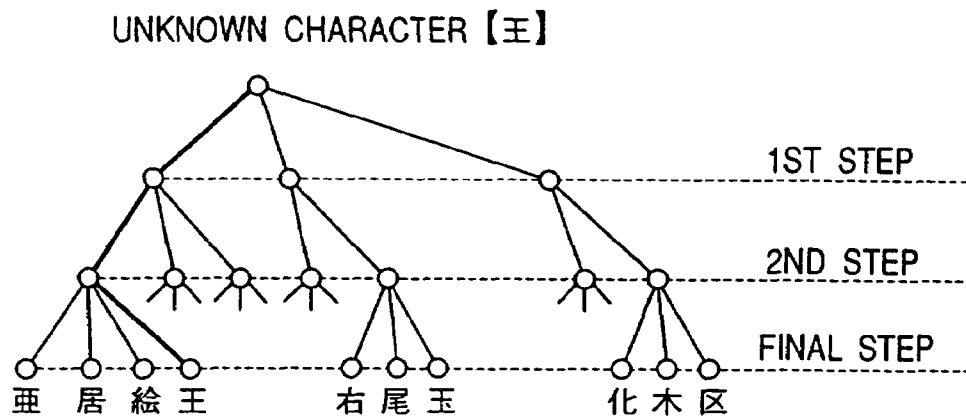 UNKNOWN CHARACTER【王】
1ST STEP
2ND STEP
FINAL STEP
亜 居 絵 王 右 尾 玉 化 木 区